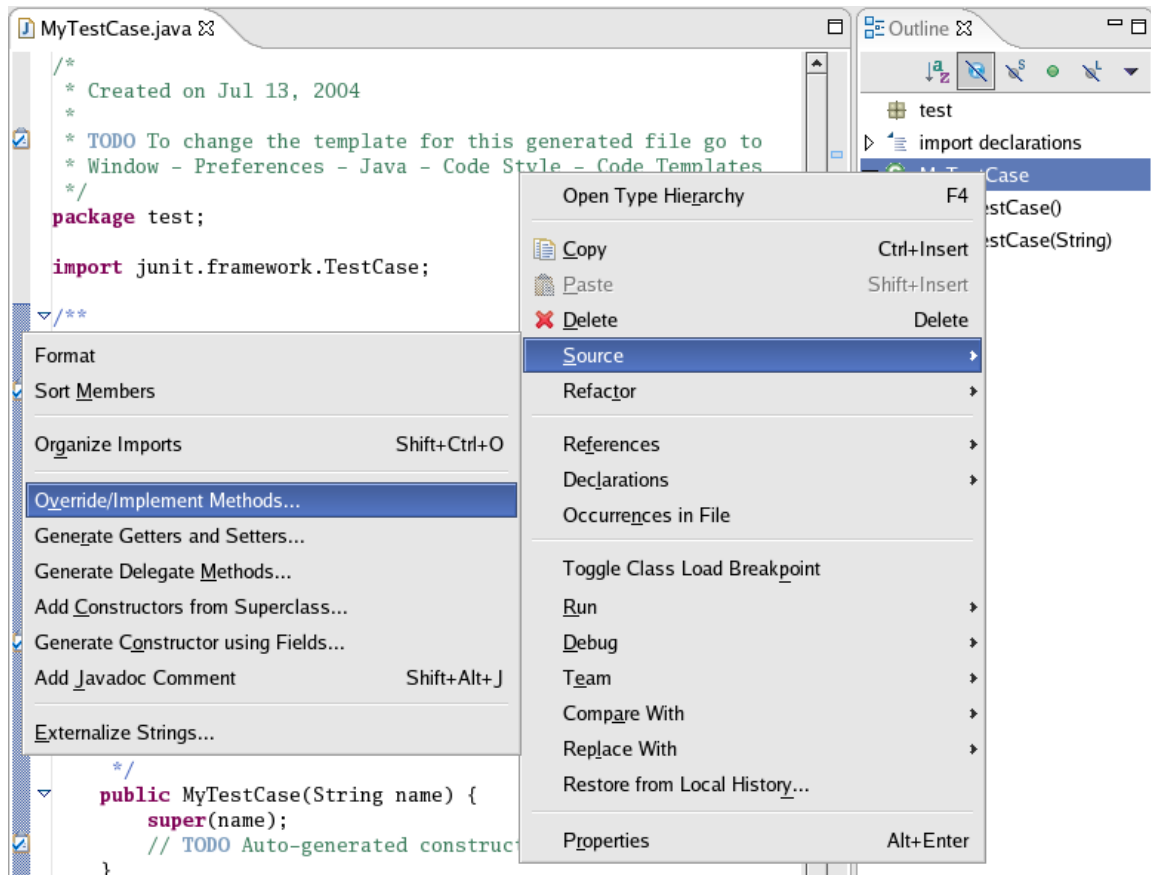 MyTestCase.java
/*
* Created on Jul 13, 2004
*
* TODO To change the template for this generated file go to
* Window - Preferences - Java - Code Style - Code Templates
*/
package test;
import junit.framework.TestCase;
/**
Format
Sort Members
Organize Imports Shift+Ctrl+O
Override/Implement Methods...
Generate Getters and Setters...
Generate Delegate Methods...
Add Constructors from Superclass...
Generate Constructor using Fields...
Add Javadoc Comment Shift+Alt+J
Externalize Strings...
*/
public MyTestCase(String name) {
super(name);
// TODO Auto-generated construct
}
Open Type Hierarchy F4
Copy Ctrl+Insert
Paste Shift+Insert
Delete Delete
Source
Refactor
References
Declarations
Occurrences in File
Toggle Class Load Breakpoint
Run
Debug
Team
Compare With
Replace With
Restore from Local History...
Properties Alt+Enter
Outline
test
import declarations
MyTestCase
estCase()
estCase(String)